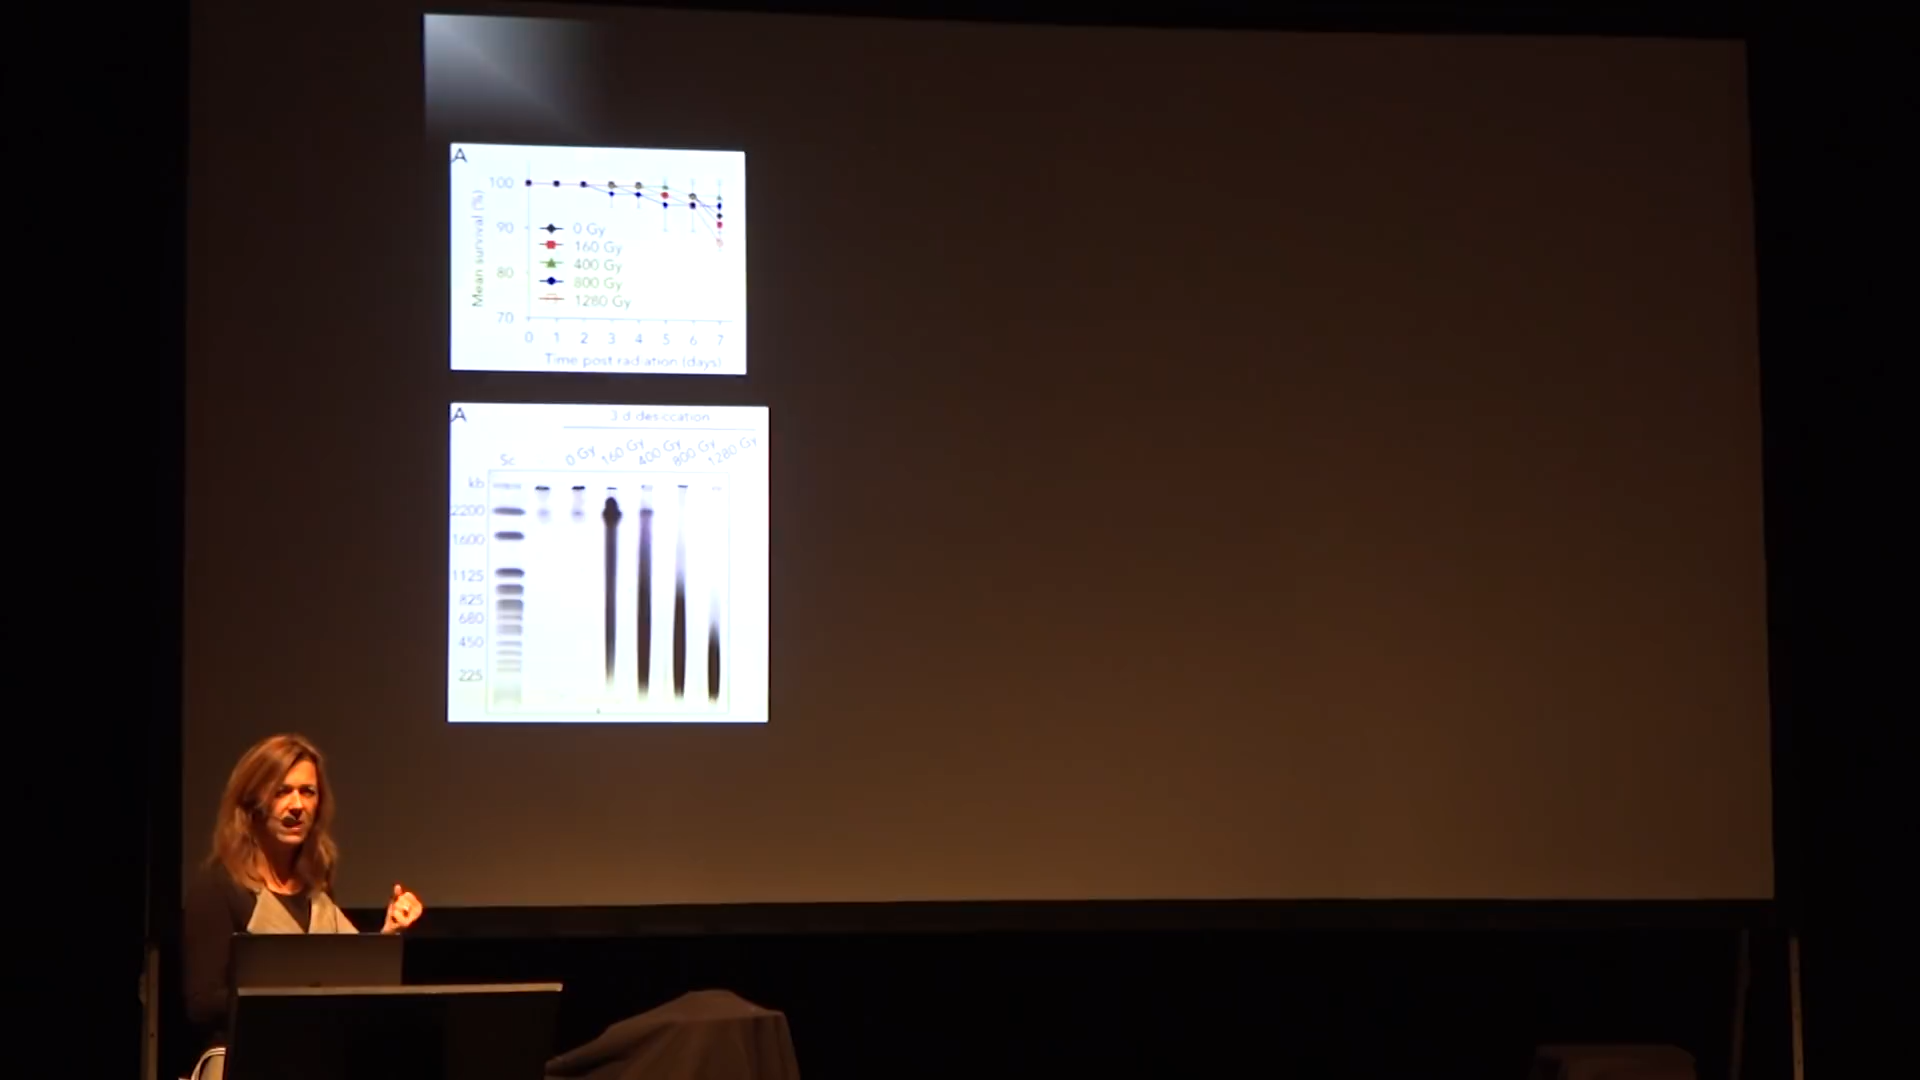 A
100
90
80
70
Mean survival (%)
0 Gy
160 Gy
400 Gy
800 Gy
1280 Gy
0 1 2 3 4 5 6 7
Time post radiation (days)
A
3 d desiccation
Sc 0 Gy 160 Gy 400 Gy 800 Gy 1280 Gy
kb
2200
1600
1125
825
680
450
225